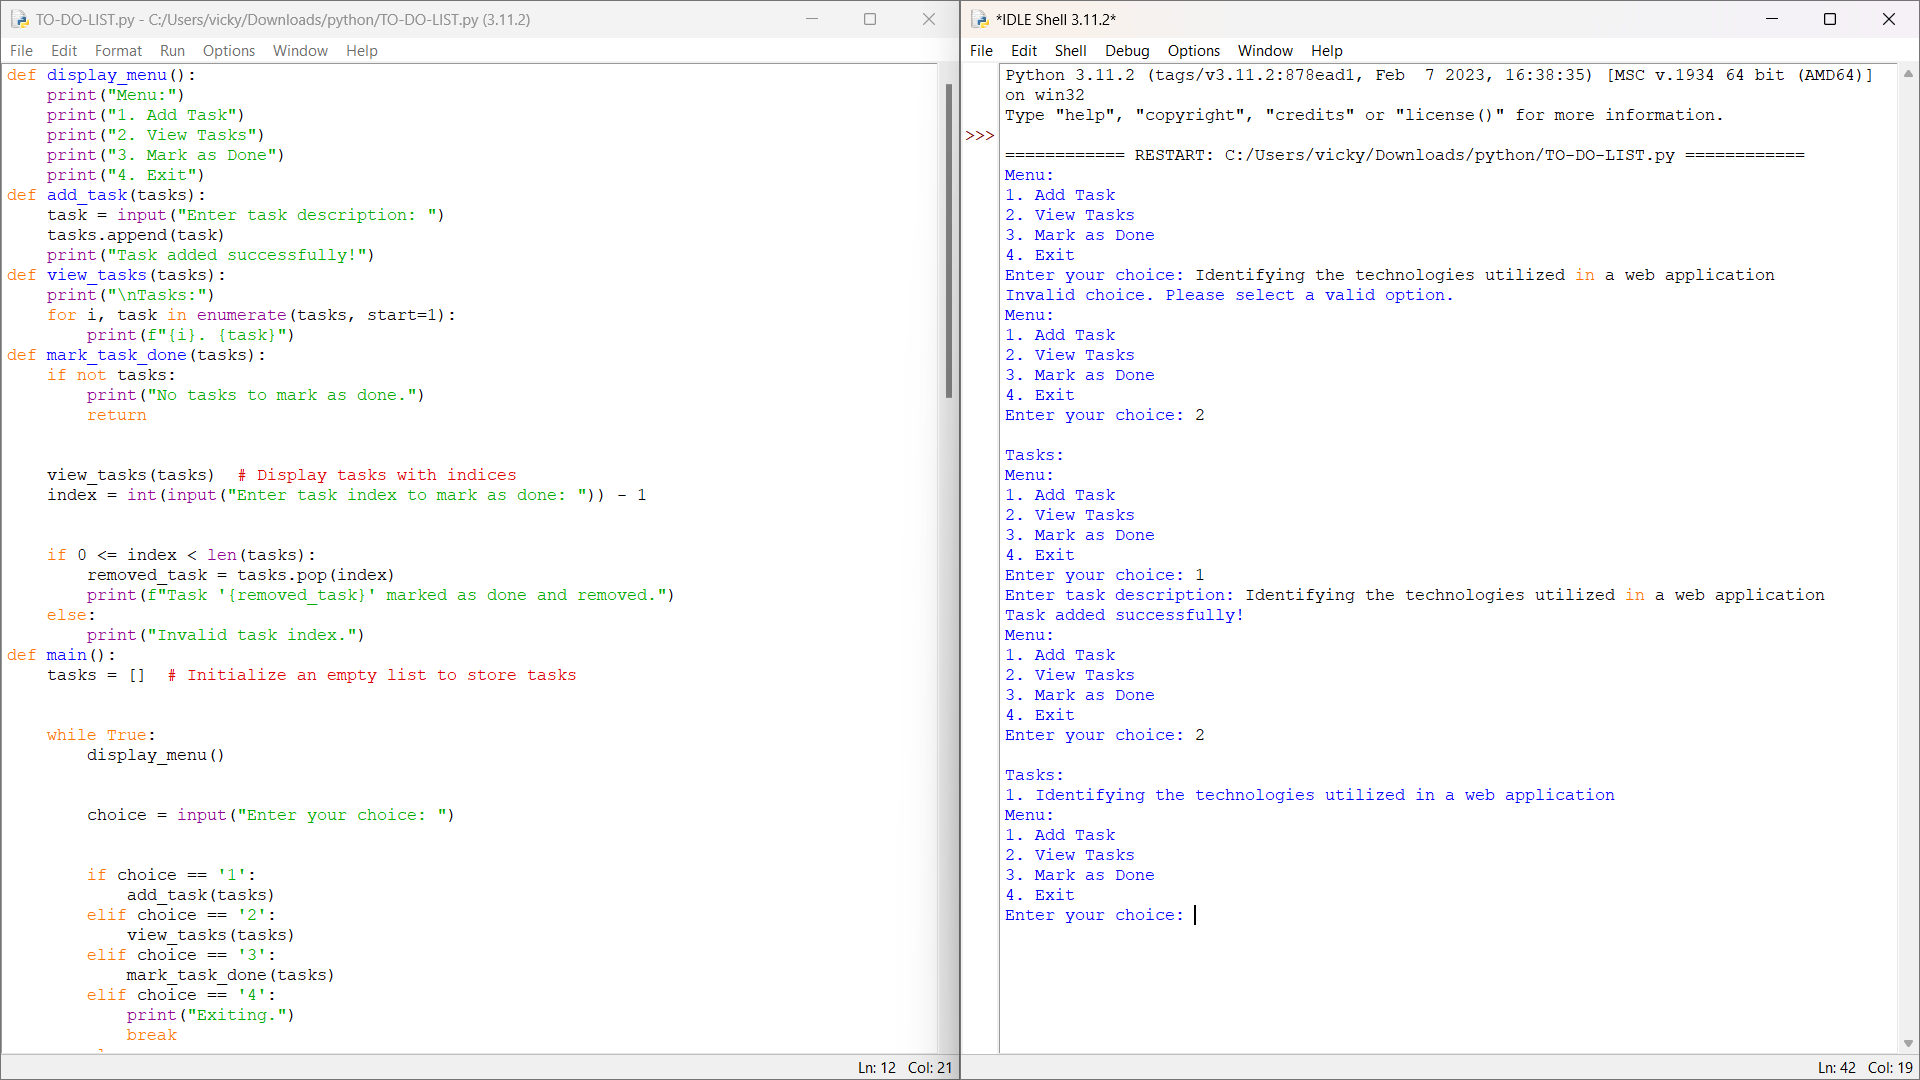 TO-DO-LIST.py - C:/Users/vicky/Downloads/python/TO-DO-LIST.py (3.11.2)
File Edit Format Run Options Window Help
def display_menu():
    print("Menu:")
    print("1. Add Task")
    print("2. View Tasks")
    print("3. Mark as Done")
    print("4. Exit")
def add_task(tasks):
    task = input("Enter task description: ")
    tasks.append(task)
    print("Task added successfully!")
def view_tasks(tasks):
    print("\nTasks:")
    for i, task in enumerate(tasks, start=1):
        print(f"{i}. {task}")
def mark_task_done(tasks):
    if not tasks:
        print("No tasks to mark as done.")
        return
    view_tasks(tasks)  # Display tasks with indices
    index = int(input("Enter task index to mark as done: ")) - 1
    if 0 <= index < len(tasks):
        removed_task = tasks.pop(index)
        print(f"Task '{removed_task}' marked as done and removed.")
    else:
        print("Invalid task index.")
def main():
    tasks = []  # Initialize an empty list to store tasks
    while True:
        display_menu()
        choice = input("Enter your choice: ")
        if choice == '1':
            add_task(tasks)
        elif choice == '2':
            view_tasks(tasks)
        elif choice == '3':
            mark_task_done(tasks)
        elif choice == '4':
            print("Exiting.")
            break
Ln: 12 Col: 21
*IDLE Shell 3.11.2*
File Edit Shell Debug Options Window Help
Python 3.11.2 (tags/v3.11.2:878ead1, Feb  7 2023, 16:38:35) [MSC v.1934 64 bit (AMD64)]
on win32
Type "help", "copyright", "credits" or "license()" for more information.
>>>
============ RESTART: C:/Users/vicky/Downloads/python/TO-DO-LIST.py ============
Menu:
1. Add Task
2. View Tasks
3. Mark as Done
4. Exit
Enter your choice: Identifying the technologies utilized in a web application
Invalid choice. Please select a valid option.
Menu:
1. Add Task
2. View Tasks
3. Mark as Done
4. Exit
Enter your choice: 2
Tasks:
Menu:
1. Add Task
2. View Tasks
3. Mark as Done
4. Exit
Enter your choice: 1
Enter task description: Identifying the technologies utilized in a web application
Task added successfully!
Menu:
1. Add Task
2. View Tasks
3. Mark as Done
4. Exit
Enter your choice: 2
Tasks:
1. Identifying the technologies utilized in a web application
Menu:
1. Add Task
2. View Tasks
3. Mark as Done
4. Exit
Enter your choice:
Ln: 42 Col: 19